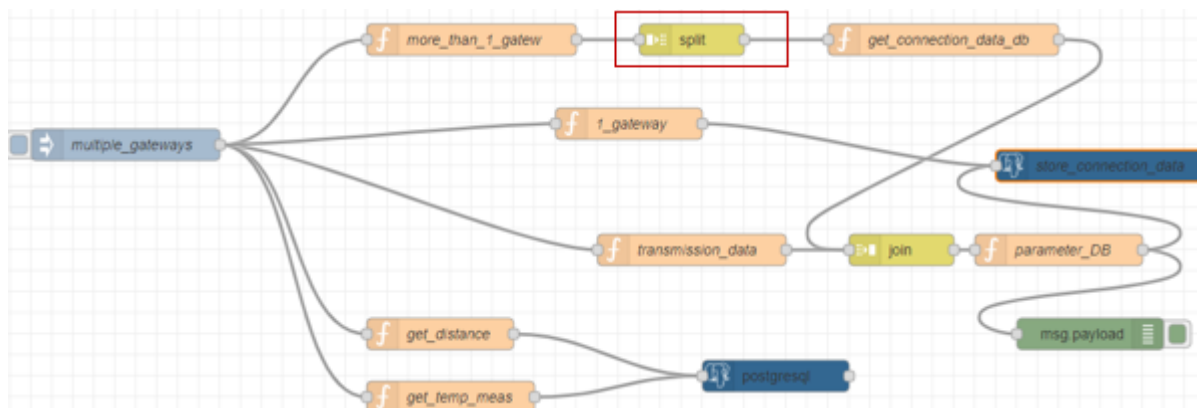 more_than_1_gatew
split
get_connection_data_db
1_gateway
multiple_gateways
store_connection_data
transmission_data
join
parameter_DB
get_distance
msg.payload
postgresql
get_temp_meas